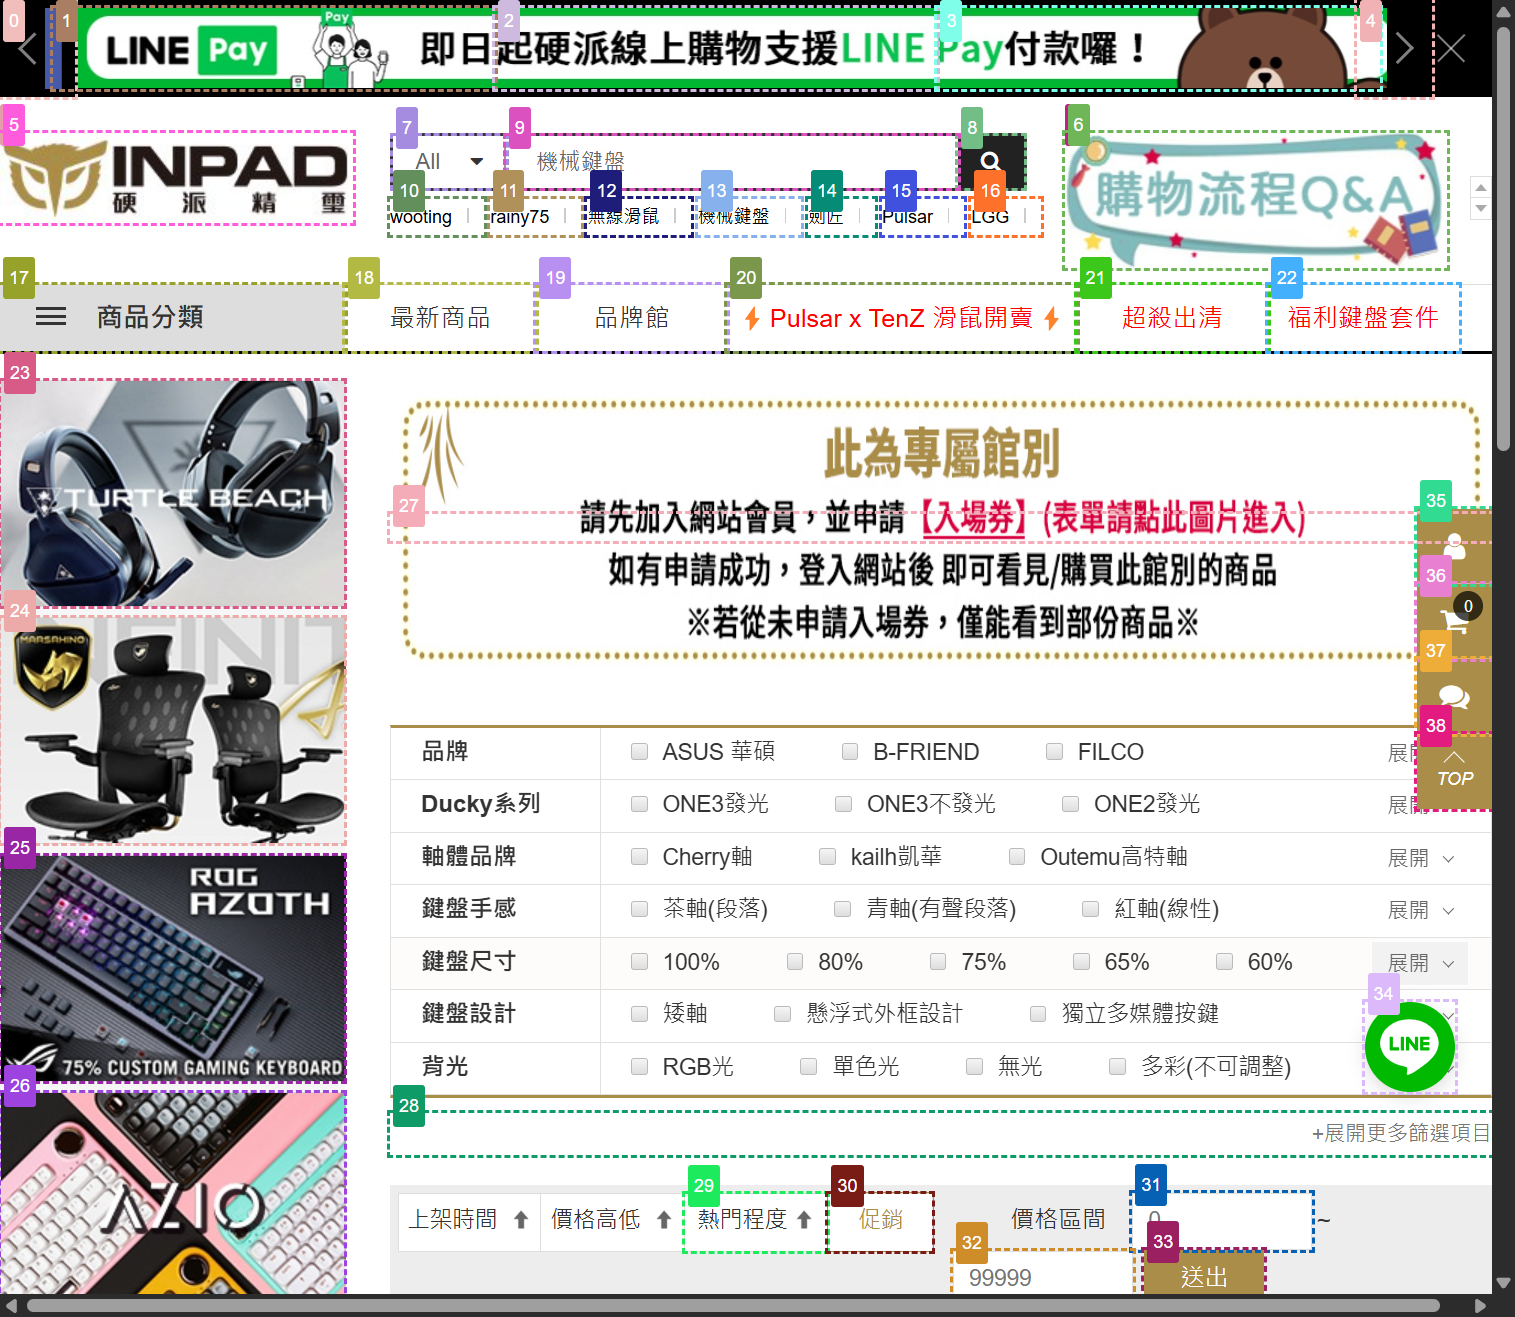 0
1
2
3
4
LINE Pay
Pay
即日起硬派線上購物支援LINE Pay付款囉！
5
7
9
8
6
INPAD
硬派精璽
All
機械鍵盤
購物流程Q&A
10
11
12
13
14
15
16
wooting
rainy75
無線滑鼠
機械鍵盤
劍匠
Pulsar
LGG
17
18
19
20
21
22
商品分類
最新商品
品牌館
Pulsar x TenZ 滑鼠開賣
超殺出清
福利鍵盤套件
23
TURTLE BEACH
此為專屬館別
27
請先加入網站會員，並申請【入場券】(表單請點此圖片進入)
如有申請成功，登入網站後 即可看見/購買此館別的商品
※若從未申請入場券，僅能看到部份商品※
35
36
0
37
38
TOP
24
MARSRHINO
25
ROG
AZOTH
75% CUSTOM GAMING KEYBOARD
26
AZIO
品牌
ASUS 華碩
B-FRIEND
FILCO
展開
Ducky系列
ONE3發光
ONE3不發光
ONE2發光
展開
軸體品牌
Cherry軸
kailh凱華
Outemu高特軸
展開
鍵盤手感
茶軸(段落)
青軸(有聲段落)
紅軸(線性)
展開
鍵盤尺寸
100%
80%
75%
65%
60%
展開
34
鍵盤設計
矮軸
懸浮式外框設計
獨立多媒體按鍵
LINE
背光
RGB光
單色光
無光
多彩(不可調整)
28
+展開更多篩選項目
29
30
31
上架時間
價格高低
熱門程度
促銷
價格區間
0
~
32
33
99999
送出